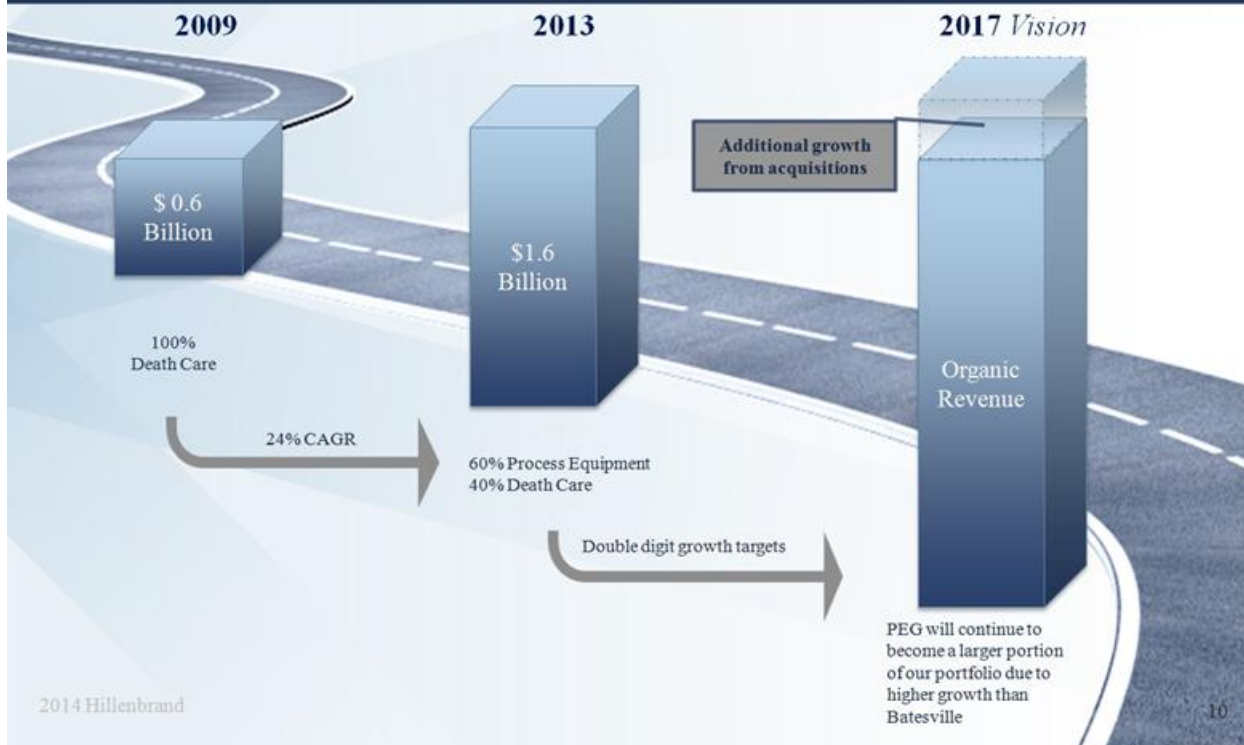 2009
2013
2017 Vision
$ 0.6
Billion
$1.6
Billion
Additional growth
from acquisitions
Organic
Revenue
100%
Death Care
24% CAGR
60% Process Equipment
40% Death Care
Double digit growth targets
PEG will continue to
become a larger portion
of our portfolio due to
higher growth than
Batesville
2014 Hillenbrand
10